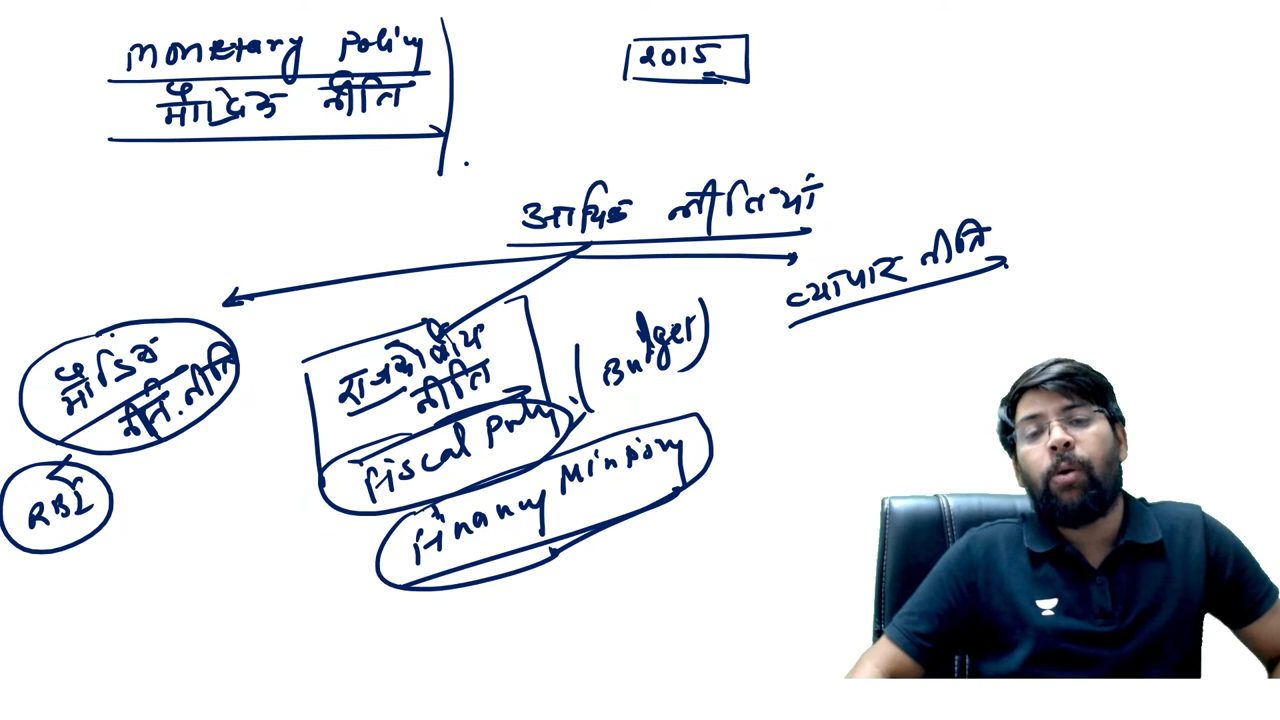 Monetary Policy
मौद्रिक नीति
2015
आर्थिक नीतियाँ
व्यापार नीति
मौद्रिक
नीति
राजकोषीय
नीति
(Budget)
Fiscal Policy
RBI
Finance Ministry